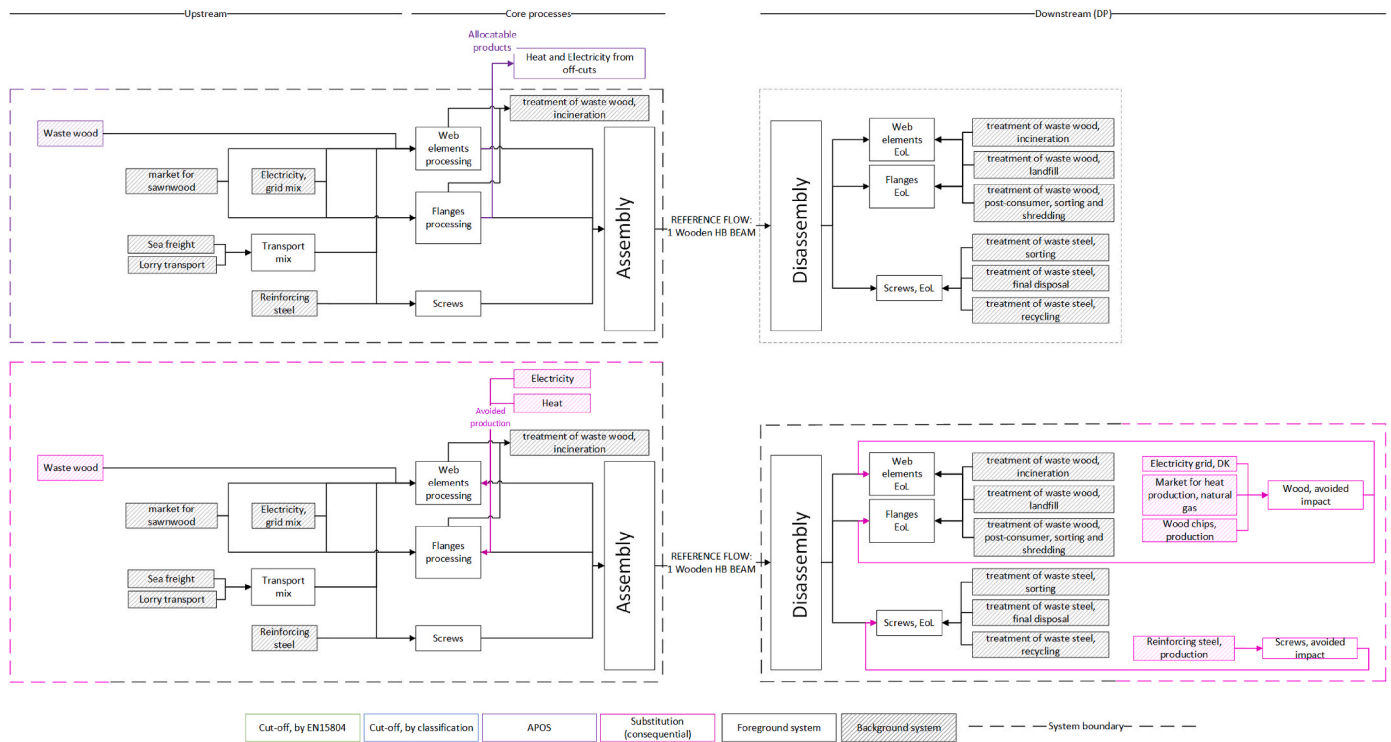 Upstream
Core processes
Downstream (DP)
Allocatable
products
Heat and Electricity from
off-cuts
treatment of waste wood,
incineration
Waste wood
Web
elements
processing
market for
sawnwood
Electricity,
grid mix
Flanges
processing
Sea freight
Lorry transport
Transport
mix
Reinforcing
steel
Screws
Assembly
REFERENCE FLOW:
1 Wooden HB BEAM
Disassembly
Web
elements
EoL
Flanges
EoL
Screws, EoL
treatment of waste wood,
incineration
treatment of waste wood,
landfill
treatment of waste wood,
post-consumer, sorting and
shredding
treatment of waste steel,
sorting
treatment of waste steel,
final disposal
treatment of waste steel,
recycling
Electricity
Heat
Avoided
production
treatment of waste wood,
incineration
Waste wood
Web
elements
processing
market for
sawnwood
Electricity,
grid mix
Flanges
processing
Sea freight
Lorry transport
Transport
mix
Reinforcing
steel
Screws
Assembly
REFERENCE FLOW:
1 Wooden HB BEAM
Disassembly
Web
elements
EoL
Flanges
EoL
Screws, EoL
treatment of waste wood,
incineration
treatment of waste wood,
landfill
treatment of waste wood,
post-consumer, sorting and
shredding
treatment of waste steel,
sorting
treatment of waste steel,
final disposal
treatment of waste steel,
recycling
Electricity grid, DK
Market for heat
production, natural
gas
Wood chips,
production
Wood, avoided
impact
Reinforcing steel,
production
Screws, avoided
impact
Cut-off, by EN15804
Cut-off, by classification
APOS
Substitution
(consequential)
Foreground system
Background system
System boundary